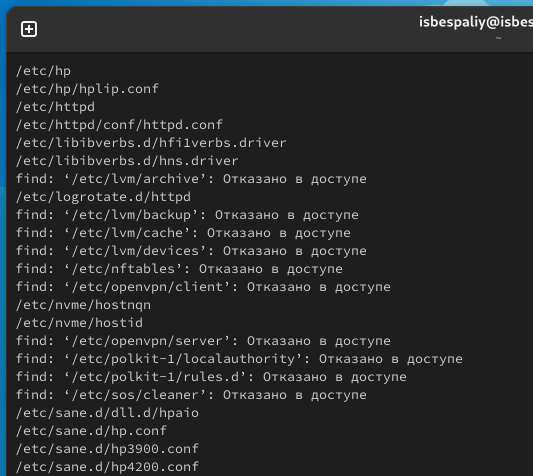 isbespaliy@isbes
~
/etc/hp
/etc/hp/hplip.conf
/etc/httpd
/etc/httpd/conf/httpd.conf
/etc/libibverbs.d/hfi1verbs.driver
/etc/libibverbs.d/hns.driver
find: ‘/etc/lvm/archive’: Отказано в доступе
/etc/logrotate.d/httpd
find: ‘/etc/lvm/backup’: Отказано в доступе
find: ‘/etc/lvm/cache’: Отказано в доступе
find: ‘/etc/lvm/devices’: Отказано в доступе
find: ‘/etc/nftables’: Отказано в доступе
find: ‘/etc/openvpn/client’: Отказано в доступе
/etc/nvme/hostnqn
/etc/nvme/hostid
find: ‘/etc/openvpn/server’: Отказано в доступе
find: ‘/etc/polkit-1/localauthority’: Отказано в доступе
find: ‘/etc/polkit-1/rules.d’: Отказано в доступе
find: ‘/etc/sos/cleaner’: Отказано в доступе
/etc/sane.d/dll.d/hpaio
/etc/sane.d/hp.conf
/etc/sane.d/hp3900.conf
/etc/sane.d/hp4200.conf